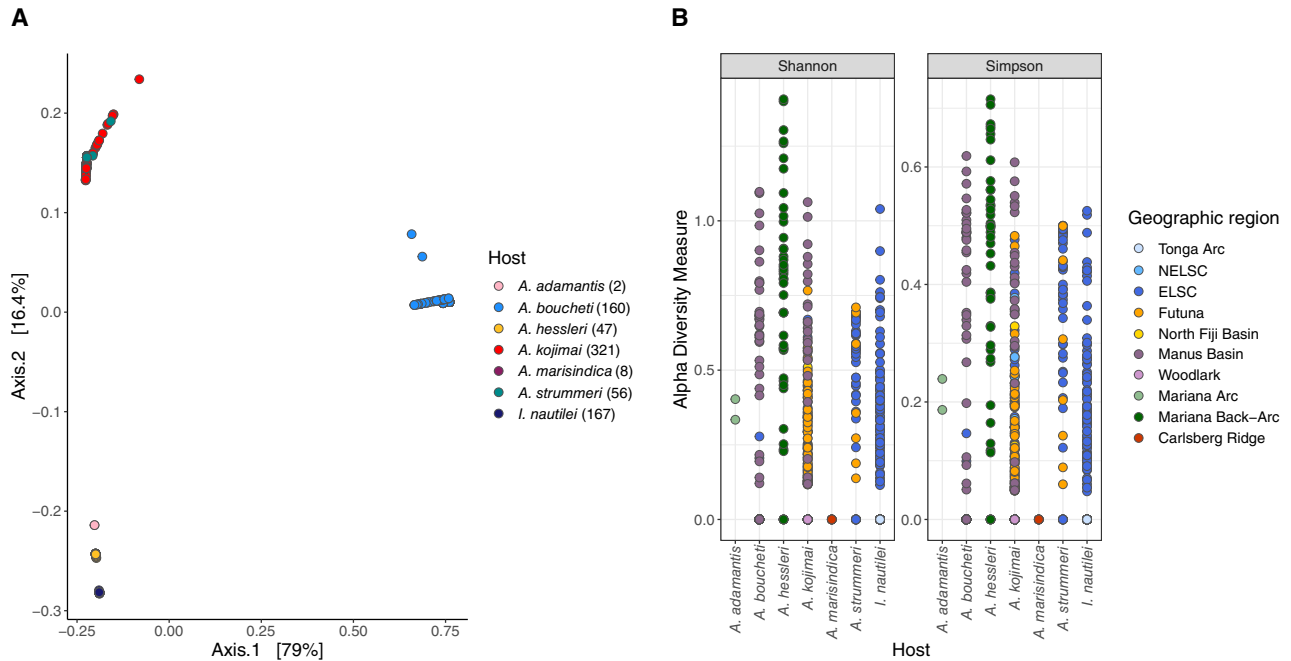 A
0.2
0.1
0.0
−0.1
−0.2
−0.3
−0.25
0.00
0.25
0.50
0.75
Axis.2 [16.4%]
Axis.1 [79%]
Host
A. adamantis (2)
A. boucheti (160)
A. hessleri (47)
A. kojimai (321)
A. marisindica (8)
A. strummeri (56)
I. nautilei (167)
B
Shannon
Simpson
Alpha Diversity Measure
1.0
0.5
0.0
0.6
0.4
0.2
0.0
A. adamantis
A. boucheti
A. hessleri
A. kojimai
A. marisindica
A. strummeri
I. nautilei
A. adamantis
A. boucheti
A. hessleri
A. kojimai
A. marisindica
A. strummeri
I. nautilei
Host
Geographic region
Tonga Arc
NELSC
ELSC
Futuna
North Fiji Basin
Manus Basin
Woodlark
Mariana Arc
Mariana Back−Arc
Carlsberg Ridge